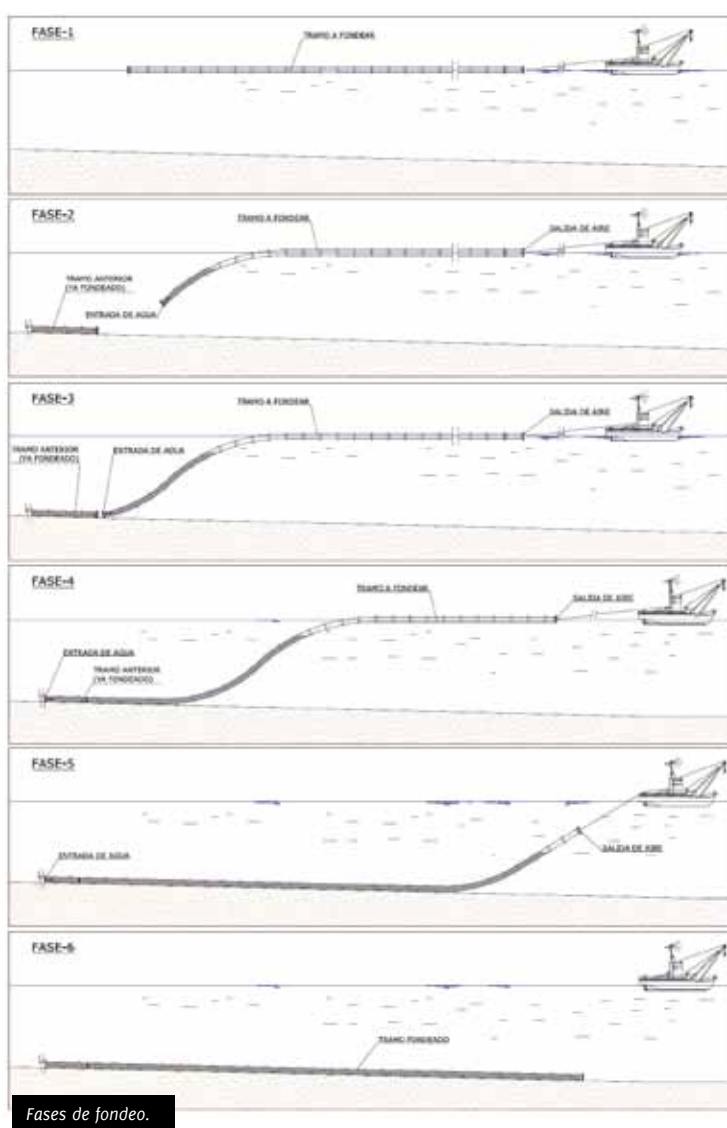 FASE-1
TRAMO A FONDEAR
FASE-2
TRAMO A FONDEAR
SALIDA DE AIRE
TRAMO ANTERIOR
(YA FONDEADO)
ENTRADA DE AGUA
FASE-3
TRAMO A FONDEAR
SALIDA DE AIRE
TRAMO ANTERIOR
(YA FONDEADO)
ENTRADA DE AGUA
FASE-4
TRAMO A FONDEAR
SALIDA DE AIRE
ENTRADA DE AGUA
TRAMO ANTERIOR
(YA FONDEADO)
FASE-5
ENTRADA DE AGUA
SALIDA DE AIRE
FASE-6
TRAMO FONDEADO
Fases de fondeo.